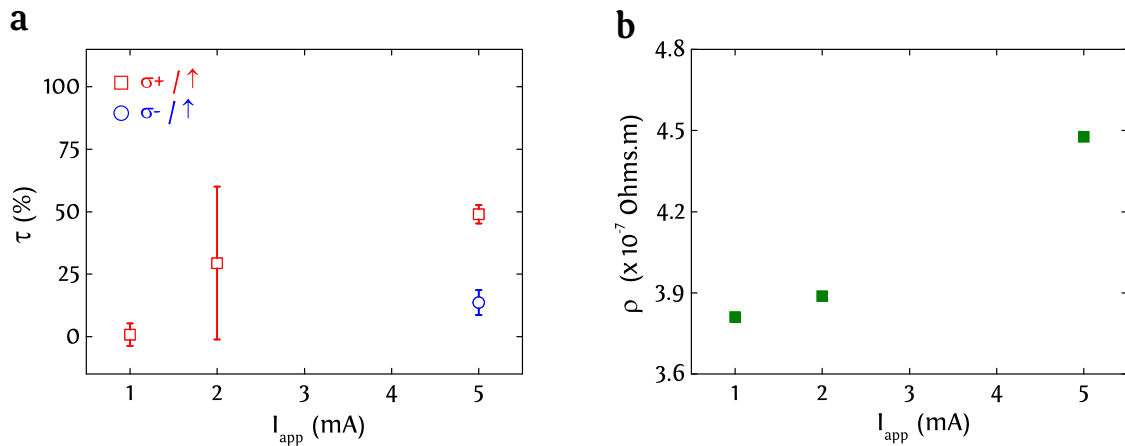 a
100
75
50
25
0
τ (%)
σ+ / ↑
σ- / ↑
1 2 3 4 5
I_app (mA)
b
4.8
4.5
4.2
3.9
3.6
ρ (x 10^-7 Ohms.m)
1 2 3 4 5
I_app (mA)